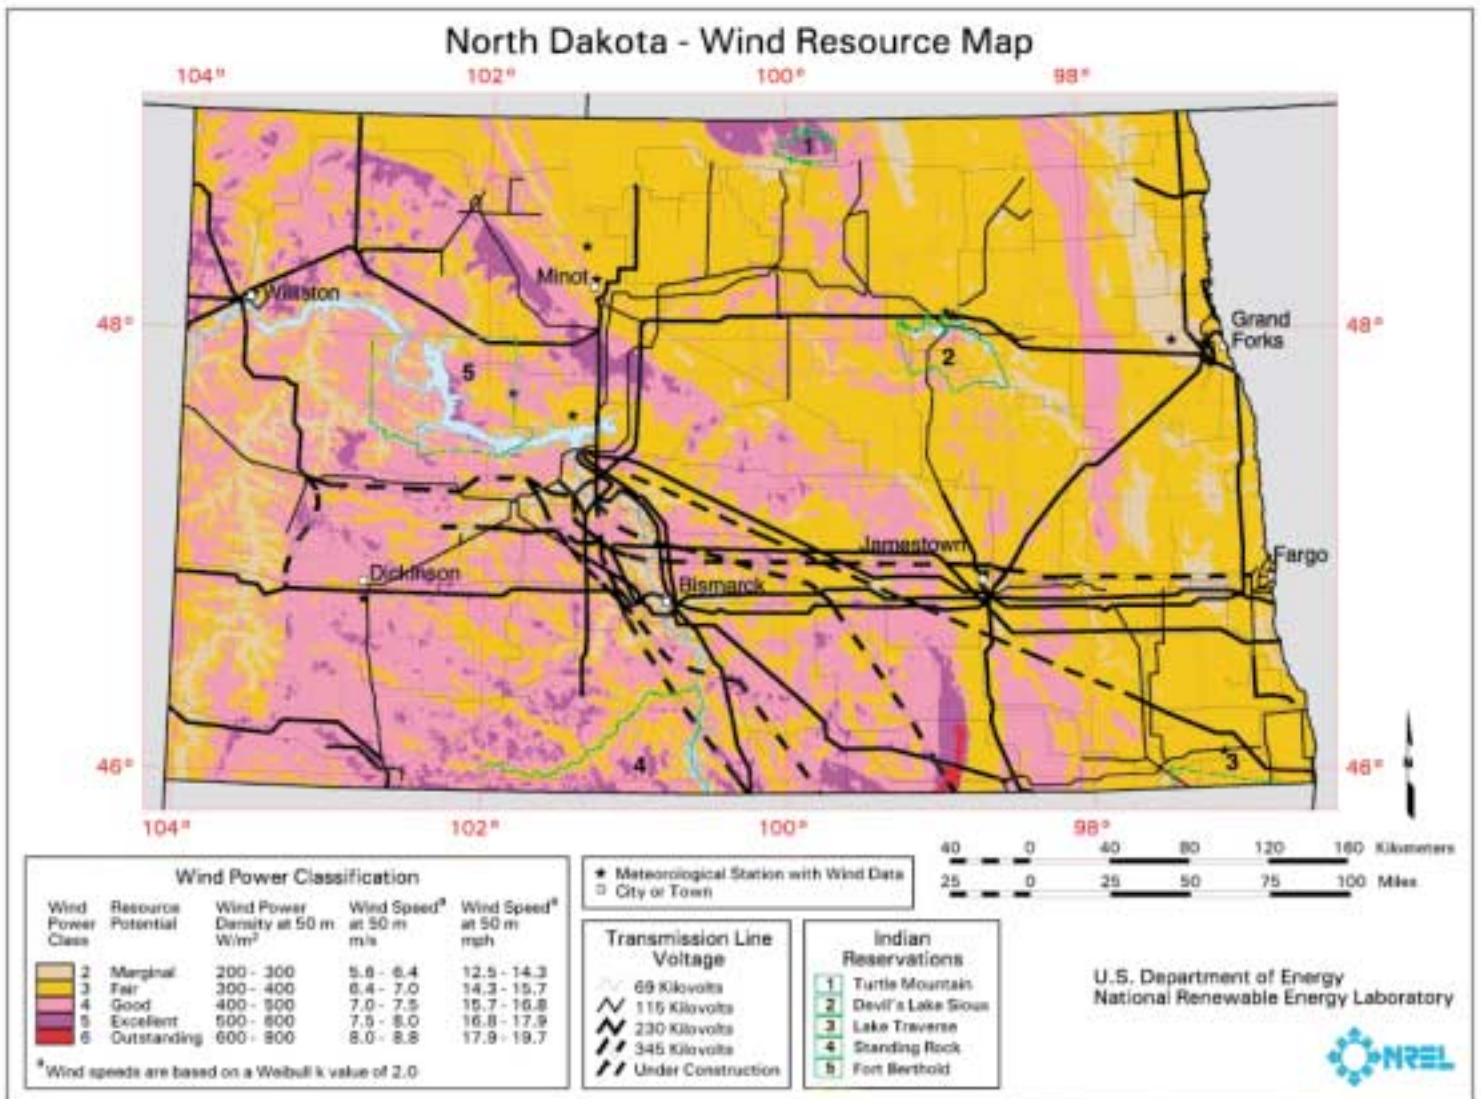 North Dakota - Wind Resource Map
104° 102° 100° 98°
1
Minot
Williston
48° 48°
Grand
Forks
2
5
Jamestown
Fargo
Dickinson
Bismarck
46° 4 3 46°
104° 102° 100° 98°
40 0 40 80 120 160 Kilometers
25 0 25 50 75 100 Miles
Wind Power Classification
Wind Resource Wind Power Wind Speedª Wind Speedª
Power Potential Density at 50 m at 50 m at 50 m
Class W/m² m/s mph
2 Marginal 200 - 300 5.6 - 6.4 12.5 - 14.3
3 Fair 300 - 400 6.4 - 7.0 14.3 - 15.7
4 Good 400 - 500 7.0 - 7.5 15.7 - 16.8
5 Excellent 500 - 600 7.5 - 8.0 16.8 - 17.9
6 Outstanding 600 - 800 8.0 - 8.8 17.9 - 19.7
ª Wind speeds are based on a Weibull k value of 2.0
★ Meteorological Station with Wind Data
City or Town
Transmission Line
Voltage
69 Kilovolts
115 Kilovolts
230 Kilovolts
345 Kilovolts
Under Construction
Indian
Reservations
1 Turtle Mountain
2 Devil's Lake Sioux
3 Lake Traverse
4 Standing Rock
5 Fort Berthold
U.S. Department of Energy
National Renewable Energy Laboratory
NREL